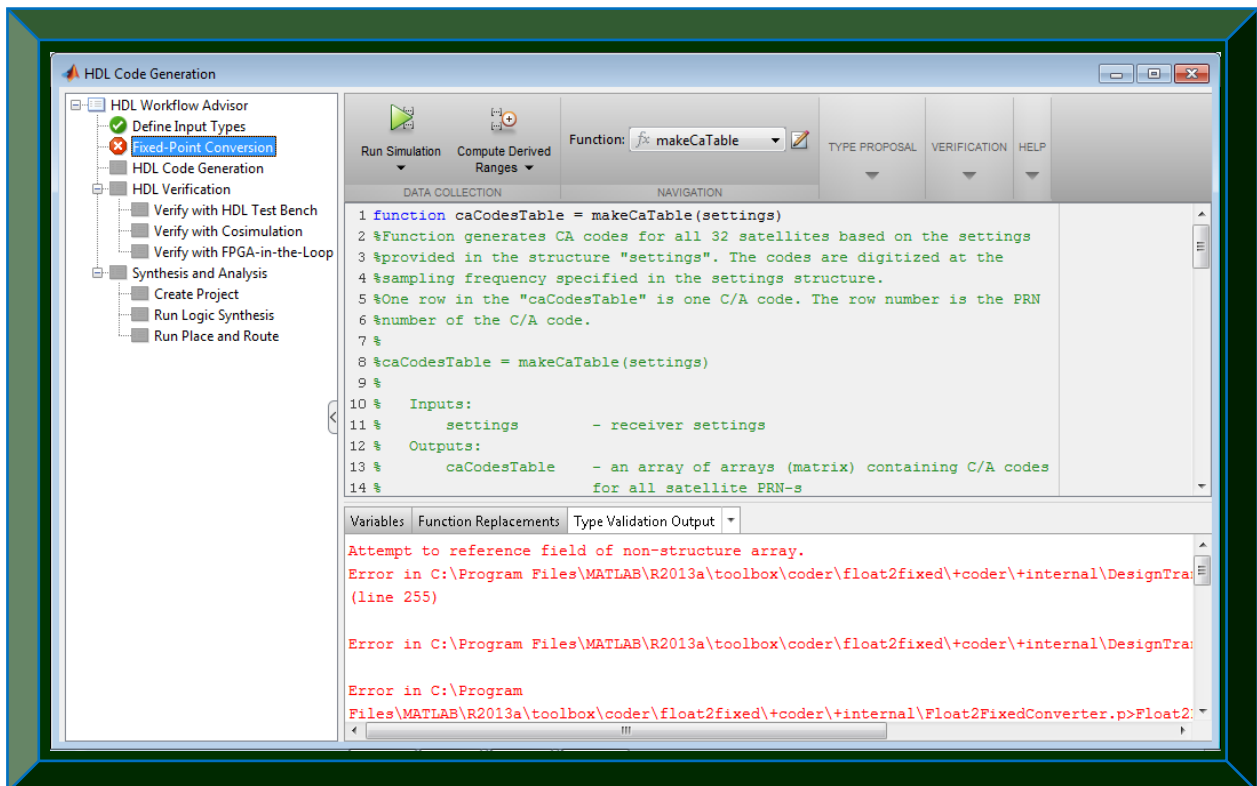 HDL Code Generation
HDL Workflow Advisor
Define Input Types
Fixed-Point Conversion
HDL Code Generation
HDL Verification
Verify with HDL Test Bench
Verify with Cosimulation
Verify with FPGA-in-the-Loop
Synthesis and Analysis
Create Project
Run Logic Synthesis
Run Place and Route
Run Simulation
Compute Derived
Ranges
DATA COLLECTION
Function: fx makeCaTable
NAVIGATION
TYPE PROPOSAL
VERIFICATION
HELP
1 function caCodesTable = makeCaTable(settings)
2 %Function generates CA codes for all 32 satellites based on the settings
3 %provided in the structure "settings". The codes are digitized at the
4 %sampling frequency specified in the settings structure.
5 %One row in the "caCodesTable" is one C/A code. The row number is the PRN
6 %number of the C/A code.
7 %
8 %caCodesTable = makeCaTable(settings)
9 %
10 % Inputs:
11 % settings - receiver settings
12 % Outputs:
13 % caCodesTable - an array of arrays (matrix) containing C/A codes
14 % for all satellite PRN-s
Variables Function Replacements Type Validation Output
Attempt to reference field of non-structure array.
Error in C:\Program Files\MATLAB\R2013a\toolbox\coder\float2fixed\+coder\+internal\DesignTra
(line 255)
Error in C:\Program Files\MATLAB\R2013a\toolbox\coder\float2fixed\+coder\+internal\DesignTra
Error in C:\Program
Files\MATLAB\R2013a\toolbox\coder\float2fixed\+coder\+internal\Float2FixedConverter.p>Float2